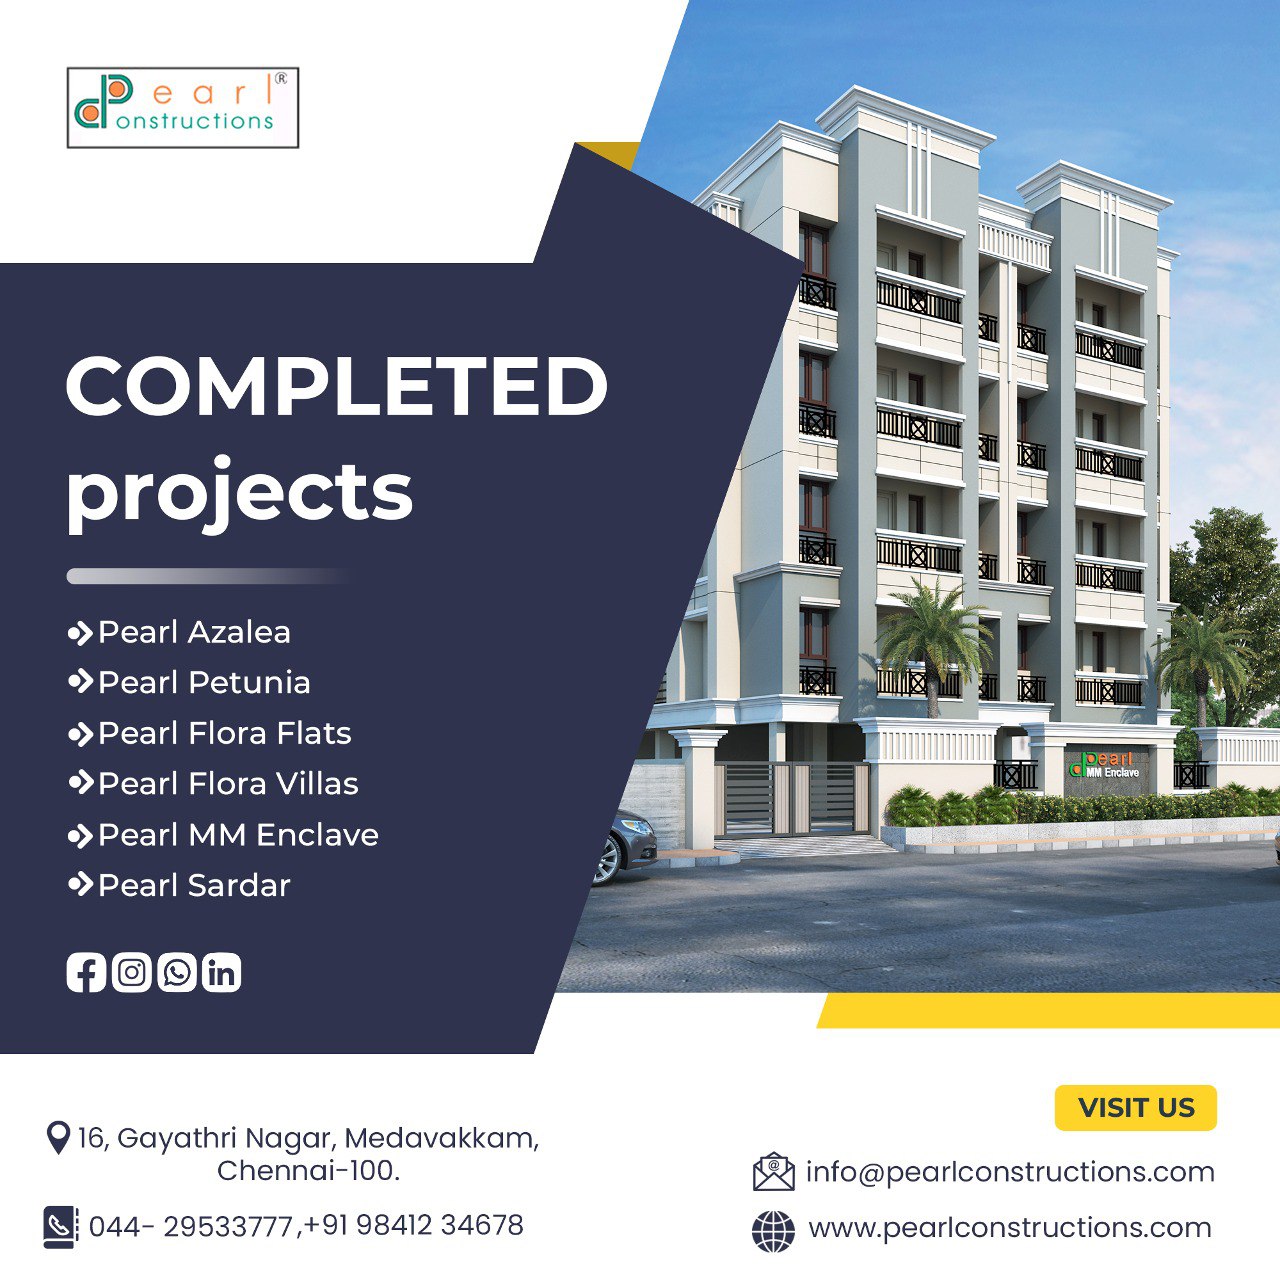 Pearl®
Constructions
COMPLETED
projects
Pearl Azalea
Pearl Petunia
Pearl Flora Flats
Pearl Flora Villas
Pearl MM Enclave
Pearl Sardar
Pearl
MM Enclave
16, Gayathri Nagar, Medavakkam,
Chennai-100.
044- 29533777,+91 98412 34678
VISIT US
info@pearlconstructions.com
www.pearlconstructions.com